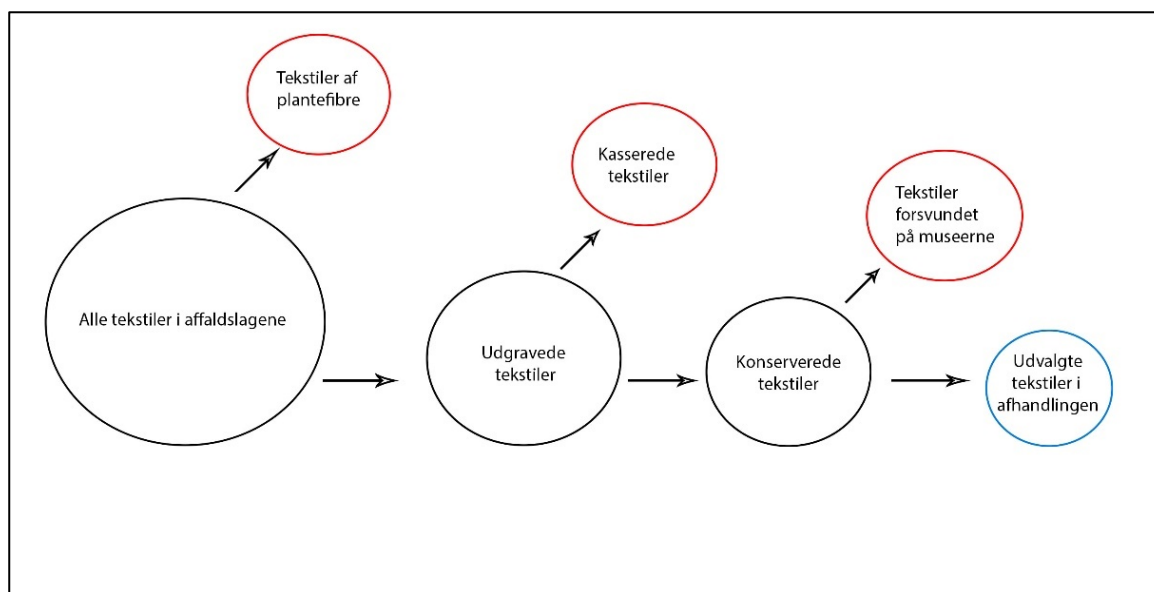 Tekstiler af
plantefibre
Kasserede
tekstiler
Tekstiler
forsvundet
på museerne
Alle tekstiler i affaldslagene
Udgravede
tekstiler
Konserverede
tekstiler
Udvalgte
tekstiler i
afhandlingen